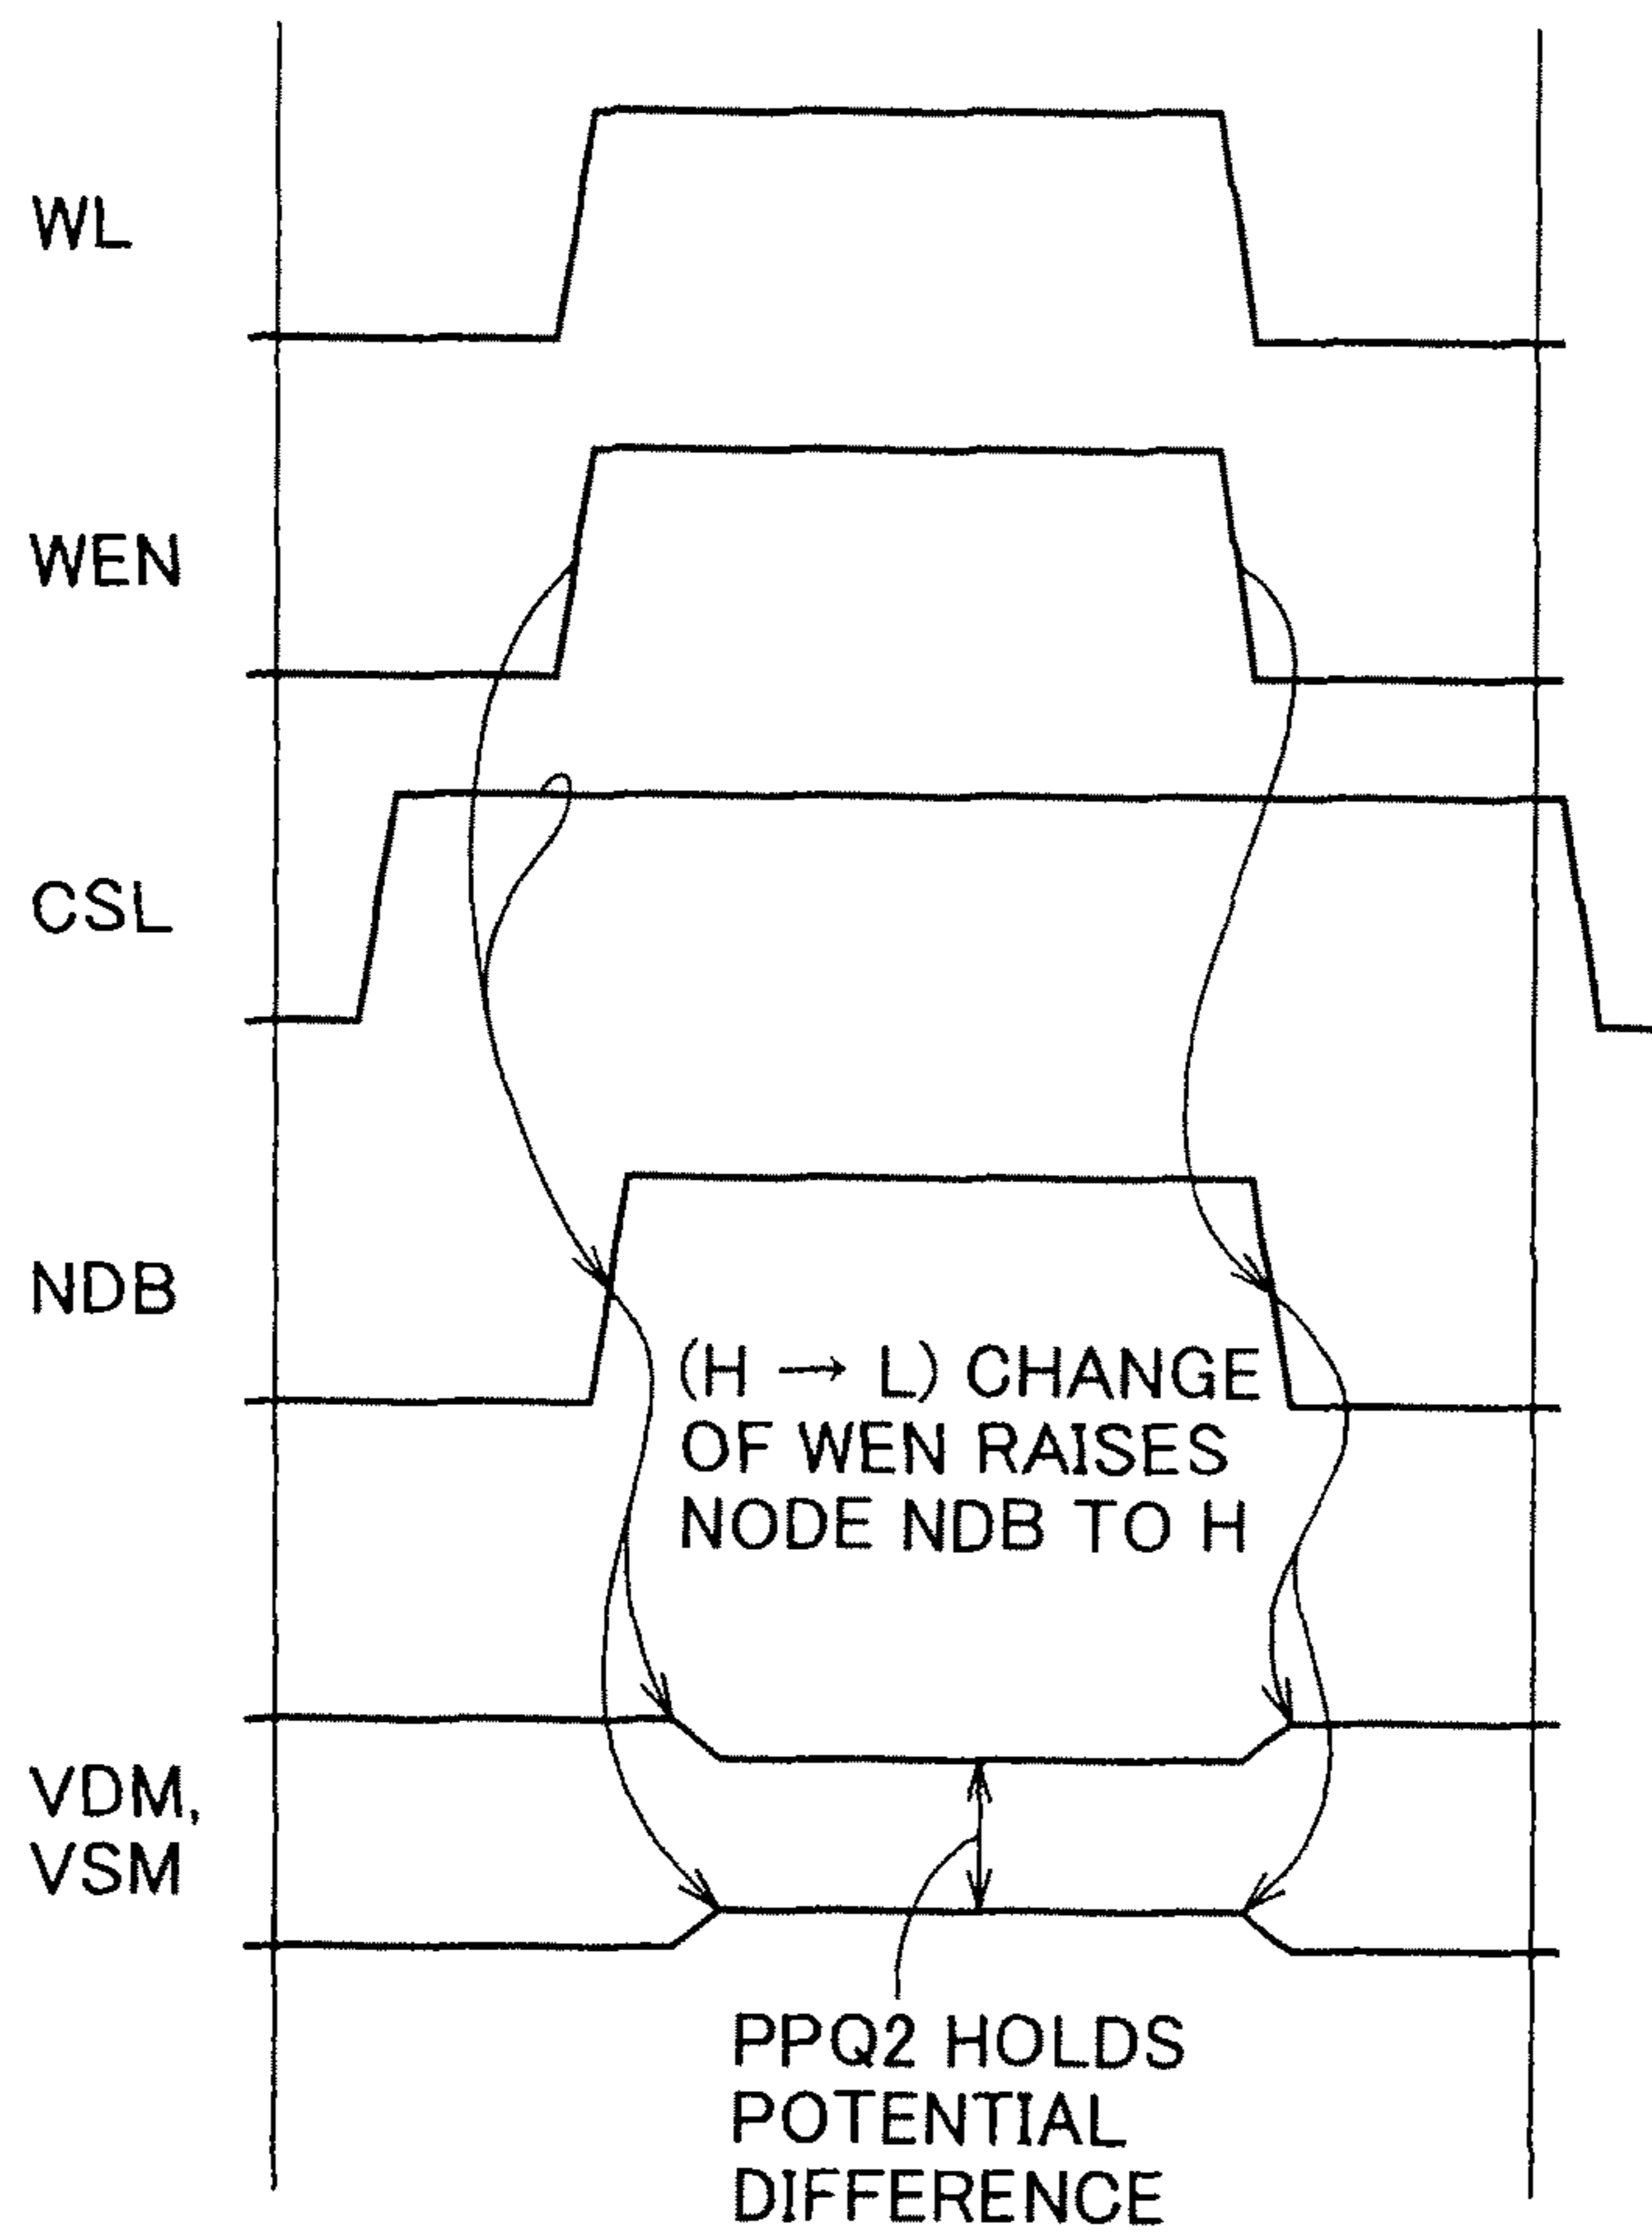 WL
WEN
CSL
NDB
(H → L) CHANGE
OF WEN RAISES
NODE NDB TO H
VDM,
VSM
PPQ2 HOLDS
POTENTIAL
DIFFERENCE